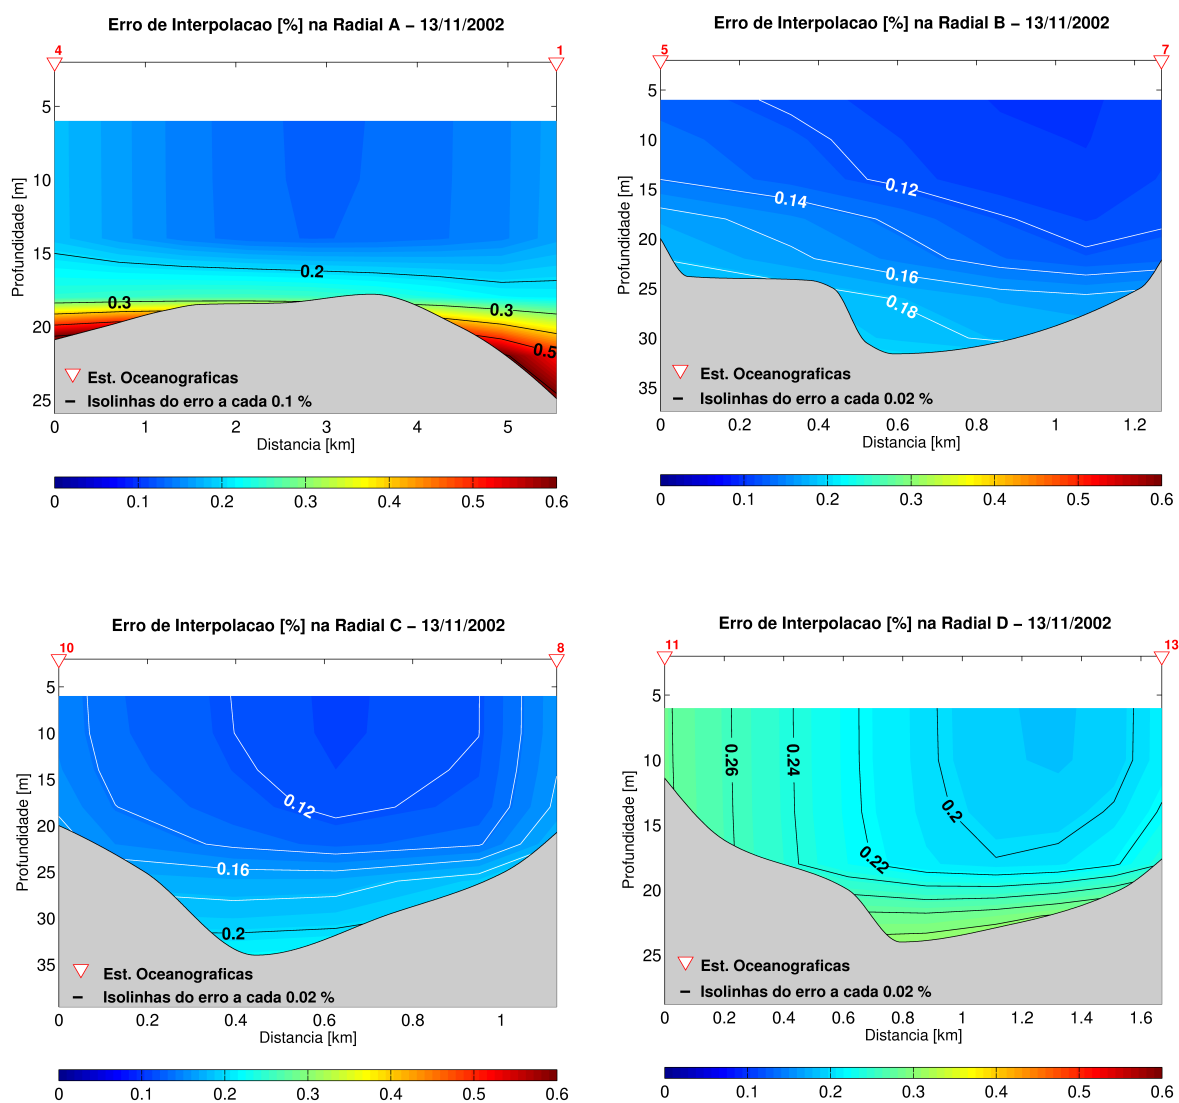 Erro de Interpolacao [%] na Radial A − 13/11/2002
4
1
5
10
15
20
25
Profundidade [m]
0.2
0.3
0.3
0.5
Est. Oceanograficas
Isolinhas do erro a cada 0.1 %
0 1 2 3 4 5
Distancia [km]
0 0.1 0.2 0.3 0.4 0.5 0.6
Erro de Interpolacao [%] na Radial B − 13/11/2002
5
7
5
10
15
20
25
30
35
Profundidade [m]
0.12
0.14
0.16
0.18
Est. Oceanograficas
Isolinhas do erro a cada 0.02 %
0 0.2 0.4 0.6 0.8 1 1.2
Distancia [km]
0 0.1 0.2 0.3 0.4 0.5 0.6
Erro de Interpolacao [%] na Radial C − 13/11/2002
10
8
5
10
15
20
25
30
35
Profundidade [m]
0.12
0.16
0.2
Est. Oceanograficas
Isolinhas do erro a cada 0.02 %
0 0.2 0.4 0.6 0.8 1
Distancia [km]
0 0.1 0.2 0.3 0.4 0.5 0.6
Erro de Interpolacao [%] na Radial D − 13/11/2002
11
13
5
10
15
20
25
Profundidade [m]
0.26
0.24
0.2
0.22
Est. Oceanograficas
Isolinhas do erro a cada 0.02 %
0 0.2 0.4 0.6 0.8 1 1.2 1.4 1.6
Distancia [km]
0 0.1 0.2 0.3 0.4 0.5 0.6